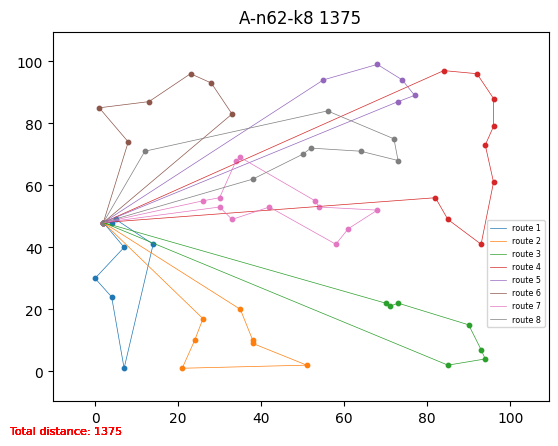 A-n62-k8 1375
100
80
60
40
20
0
0 20 40 60 80 100
route 1
route 2
route 3
route 4
route 5
route 6
route 7
route 8
Total distance: 1375